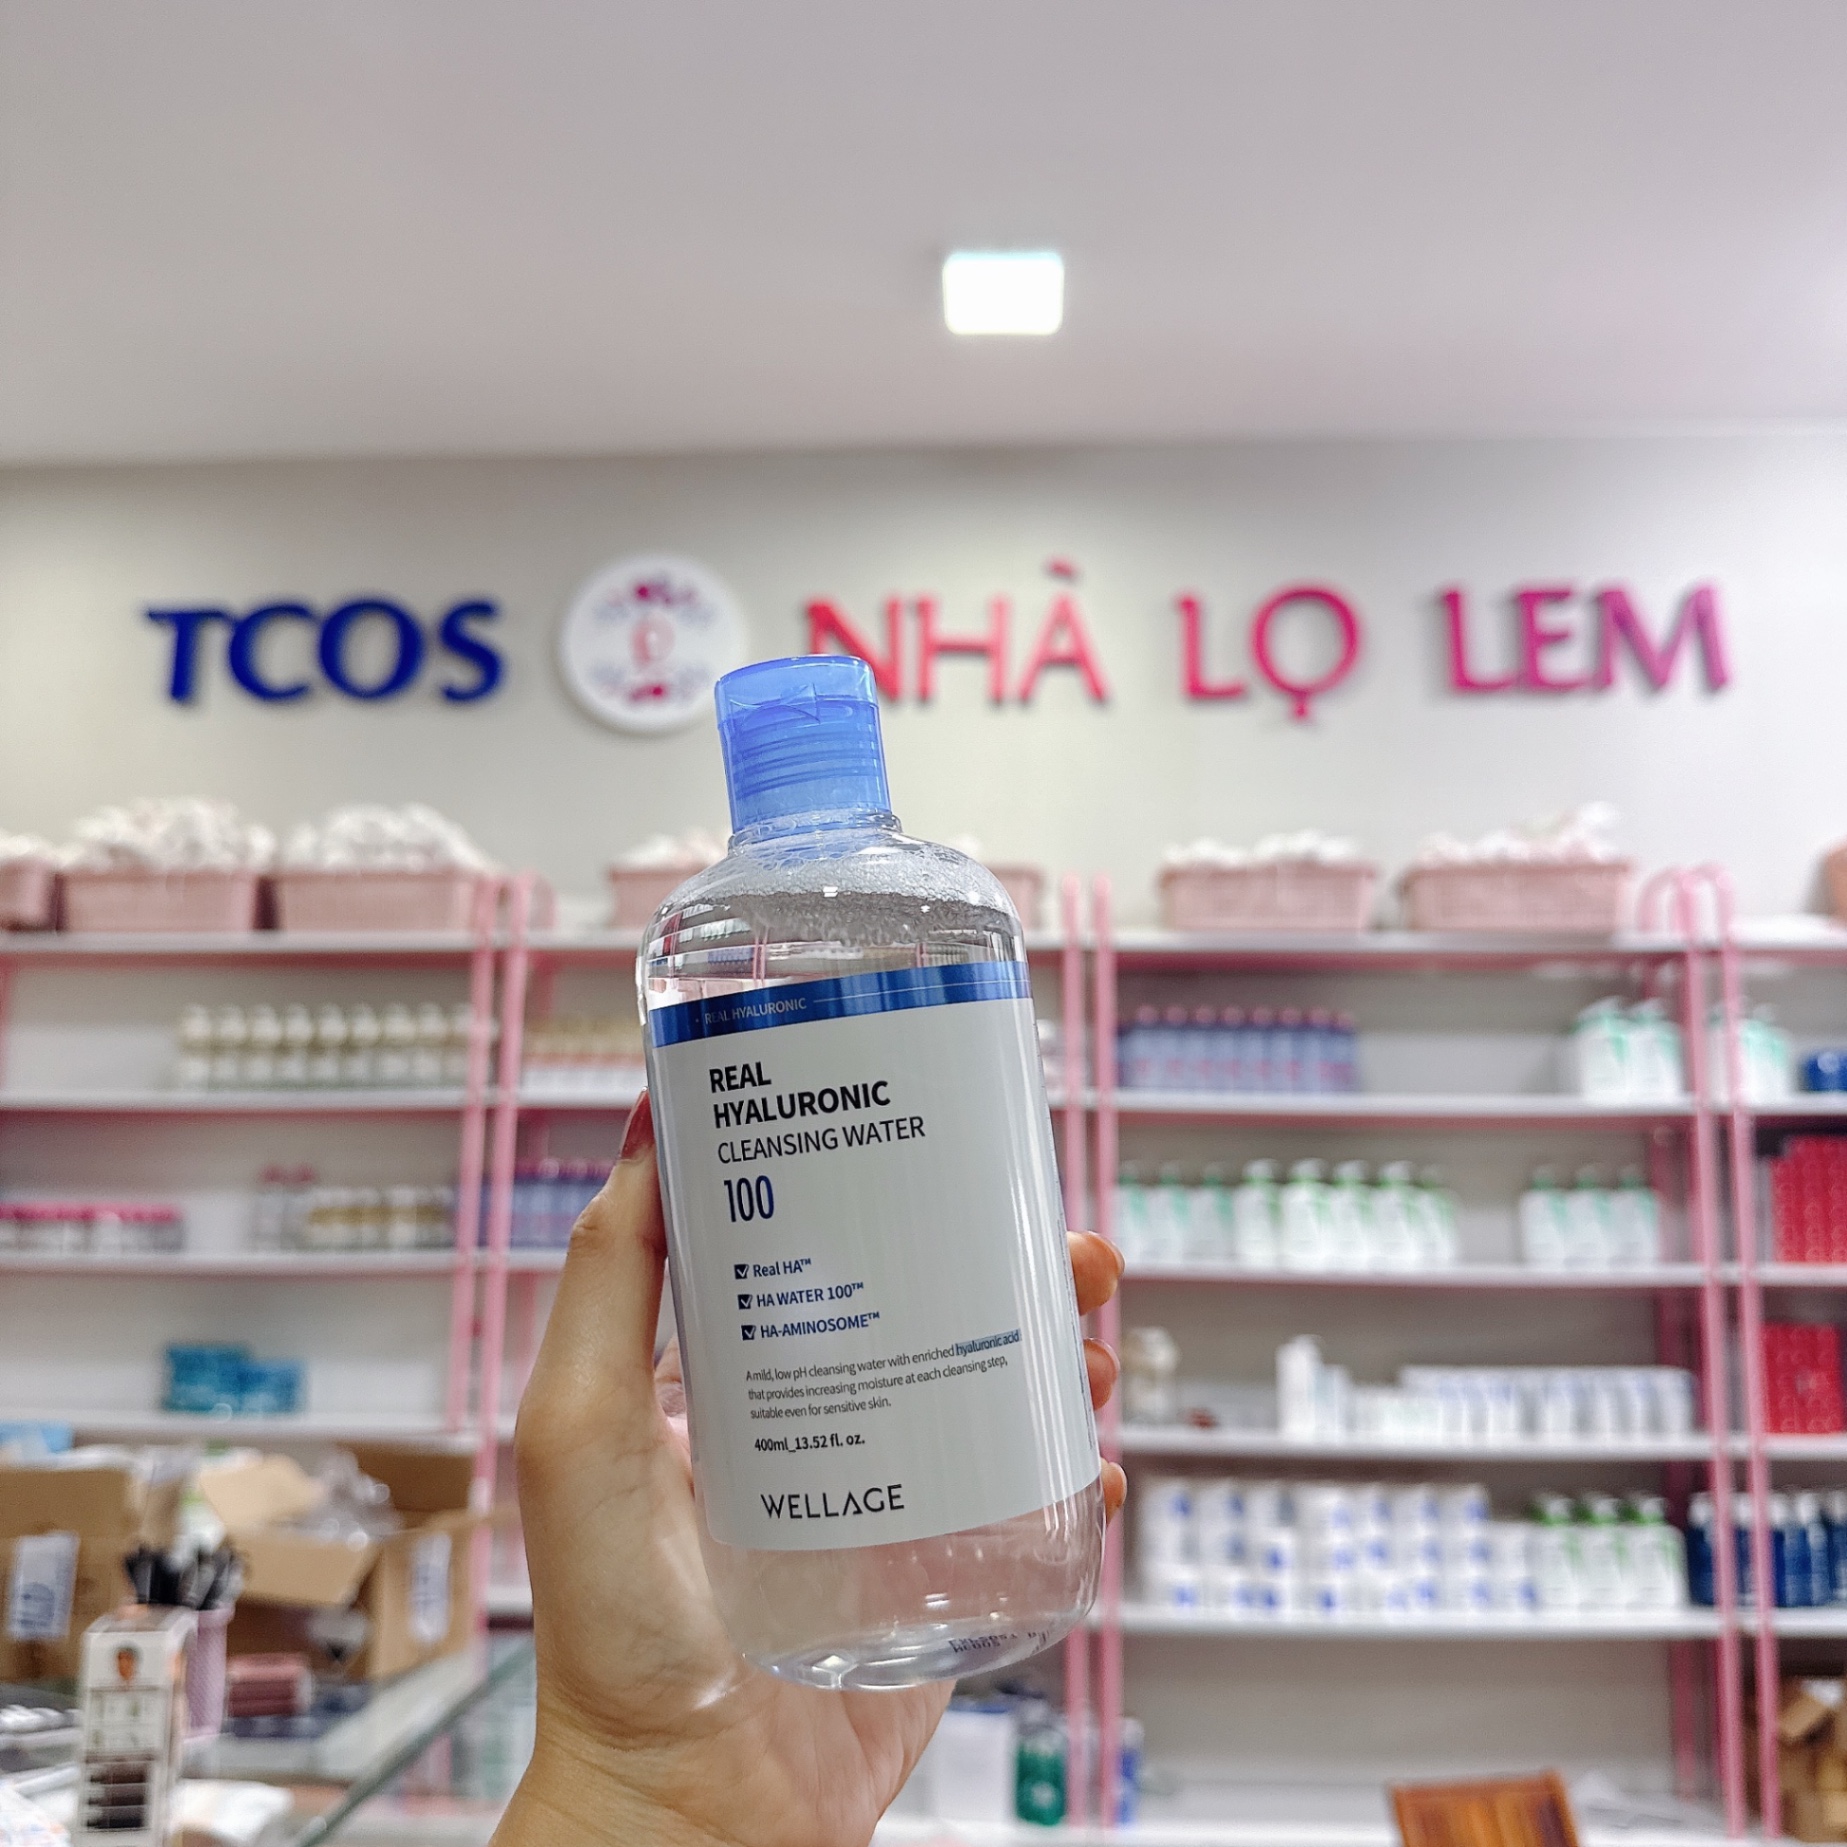 TCOS NHÀ LỌ LEM
REAL HYALURONIC
REAL
HYALURONIC
CLEANSING WATER
100
Real HA™
HA WATER 100™
HA-AMINOSOME™
A mild, low pH cleansing water with enriched hyaluronic acid
that provides increasing moisture at each cleansing step,
suitable even for sensitive skin.
400ml_13.52 fl. oz.
WELLAGE